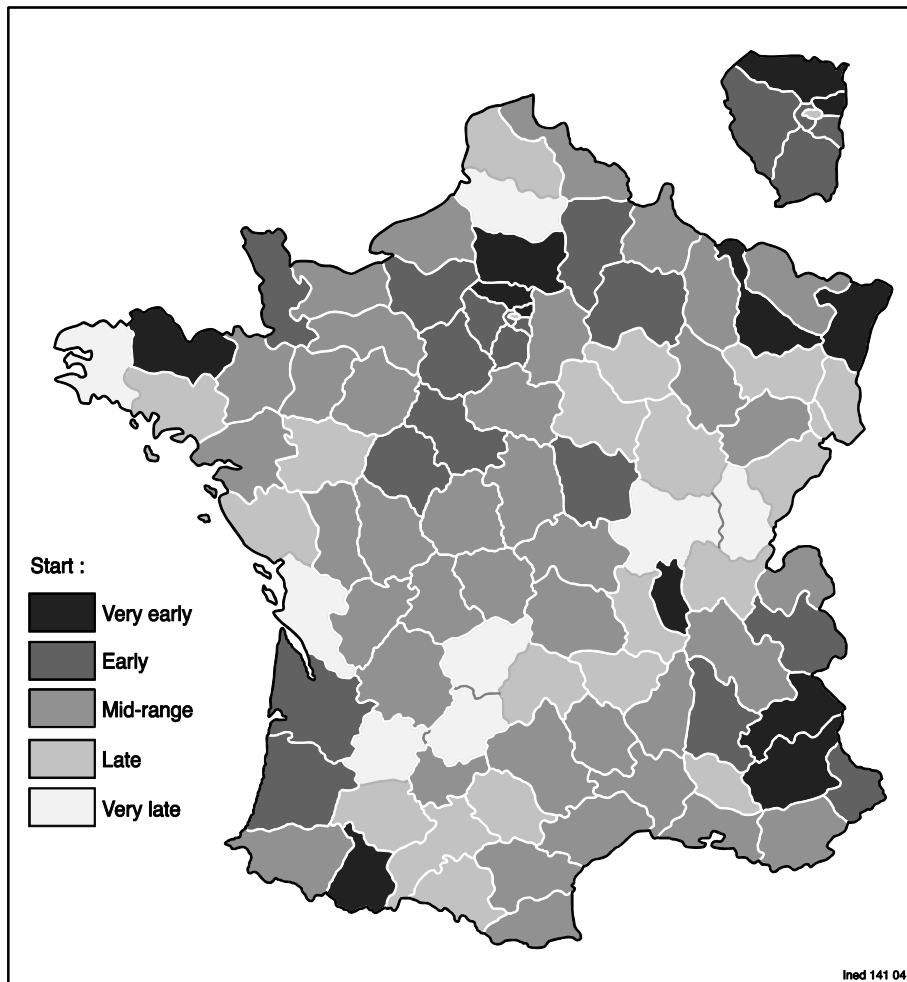 Start :
Very early
Early
Mid-range
Late
Very late
Ined 141 04